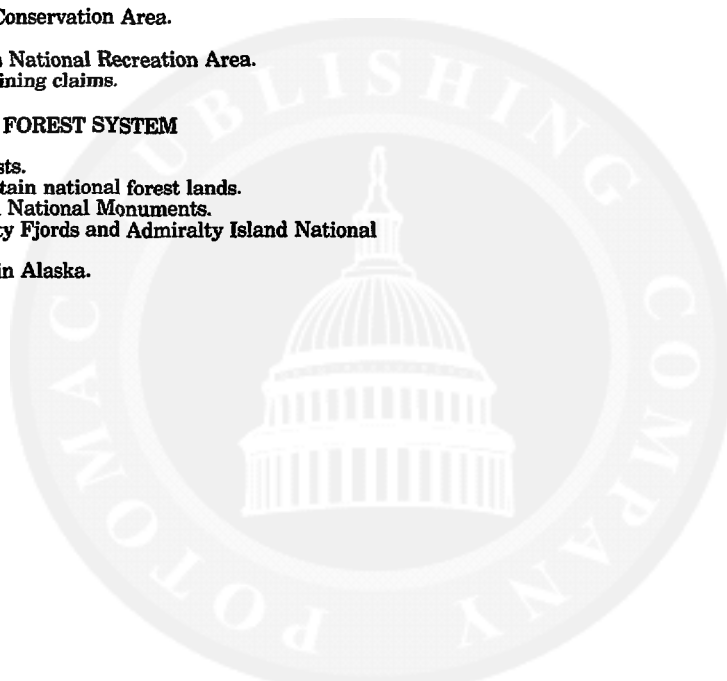 Conservation Area.
National Recreation Area.
ining claims.
FOREST SYSTEM
sts.
tain national forest lands.
National Monuments.
ty Fjords and Admiralty Island National
in Alaska.
POTOMAC PUBLISHING COMPANY